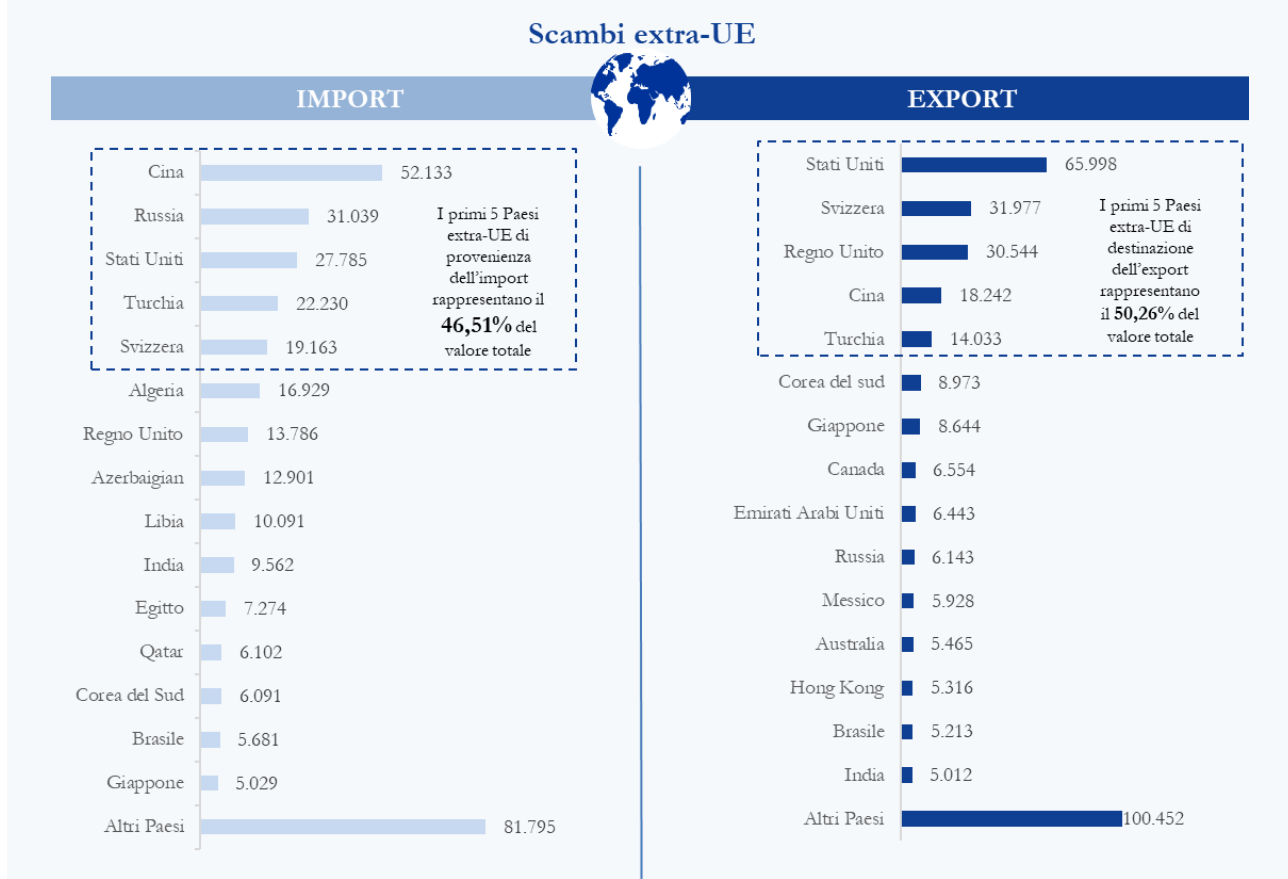 Scambi extra-UE
IMPORT
Cina 52.133
Russia 31.039
Stati Uniti 27.785
Turchia 22.230
Svizzera 19.163
I primi 5 Paesi
extra-UE di
provenienza
dell'import
rappresentano il
46,51% del
valore totale
Algeria 16.929
Regno Unito 13.786
Azerbaigian 12.901
Libia 10.091
India 9.562
Egitto 7.274
Qatar 6.102
Corea del Sud 6.091
Brasile 5.681
Giappone 5.029
Altri Paesi 81.795
EXPORT
Stati Uniti 65.998
Svizzera 31.977
Regno Unito 30.544
Cina 18.242
Turchia 14.033
I primi 5 Paesi
extra-UE di
destinazione
dell'export
rappresentano
il 50,26% del
valore totale
Corea del sud 8.973
Giappone 8.644
Canada 6.554
Emirati Arabi Uniti 6.443
Russia 6.143
Messico 5.928
Australia 5.465
Hong Kong 5.316
Brasile 5.213
India 5.012
Altri Paesi 100.452